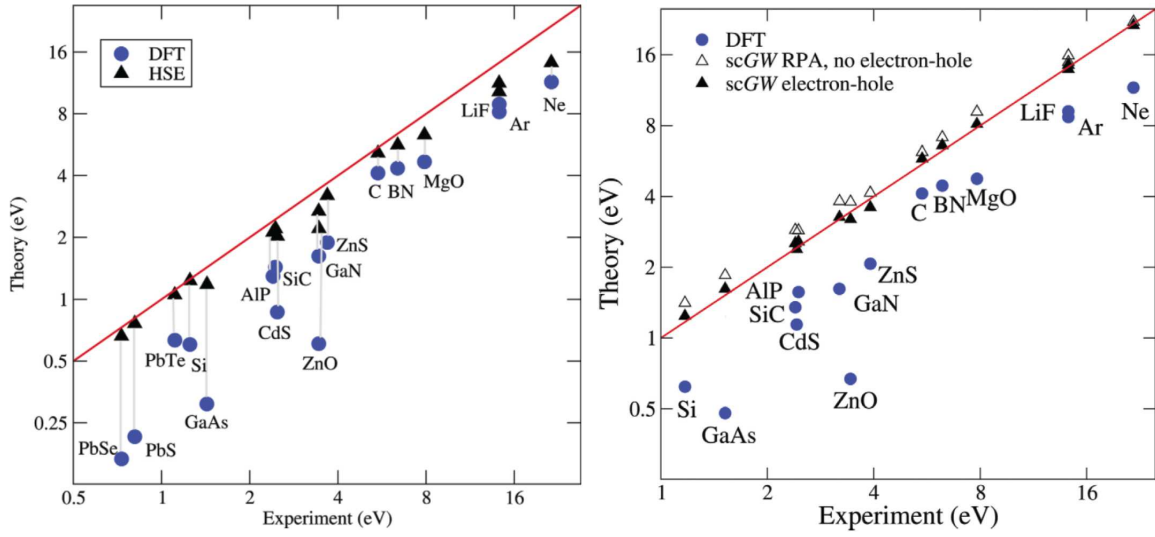 DFT
HSE
16
8
4
2
1
0.5
0.25
Theory (eV)
Ne
LiF
Ar
MgO
C
BN
ZnS
GaN
SiC
AlP
CdS
ZnO
PbTe
Si
GaAs
PbSe
PbS
0.5
1
2
4
8
16
Experiment (eV)
DFT
scGW RPA, no electron-hole
scGW electron-hole
16
8
4
2
1
0.5
Theory (eV)
Ne
LiF
Ar
MgO
BN
C
ZnS
GaN
AlP
SiC
CdS
ZnO
Si
GaAs
1
2
4
8
16
Experiment (eV)